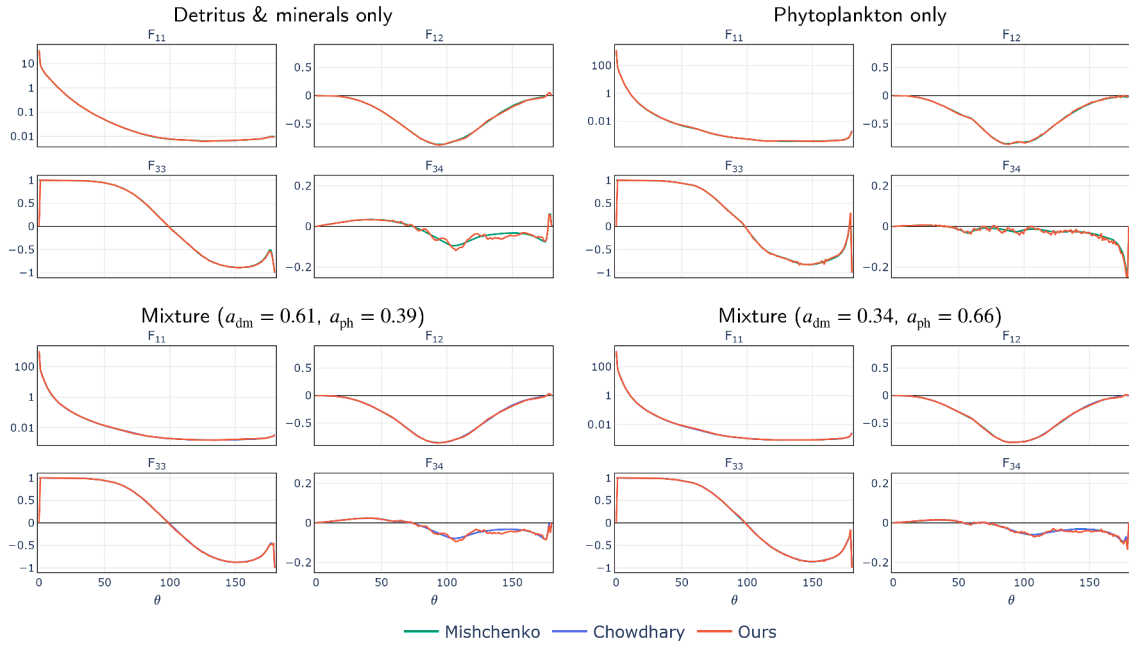 Detritus & minerals only
Phytoplankton only
F₁₁
F₁₂
F₁₁
F₁₂
10
1
0.1
0.01
0.5
0
−0.5
100
1
0.01
0.5
0
−0.5
F₃₃
F₃₄
F₃₃
F₃₄
1
0.5
0
−0.5
−1
0.2
0
−0.2
1
0.5
0
−0.5
−1
0.2
0
−0.2
Mixture (a_dm = 0.61, a_ph = 0.39)
Mixture (a_dm = 0.34, a_ph = 0.66)
F₁₁
F₁₂
F₁₁
F₁₂
100
1
0.01
0.5
0
−0.5
100
1
0.01
0.5
0
−0.5
F₃₃
F₃₄
F₃₃
F₃₄
1
0.5
0
−0.5
−1
0.2
0
−0.2
1
0.5
0
−0.5
−1
0.2
0
−0.2
0 50 100 150
0 50 100 150
0 50 100 150
0 50 100 150
θ
θ
θ
θ
Mishchenko Chowdhary Ours